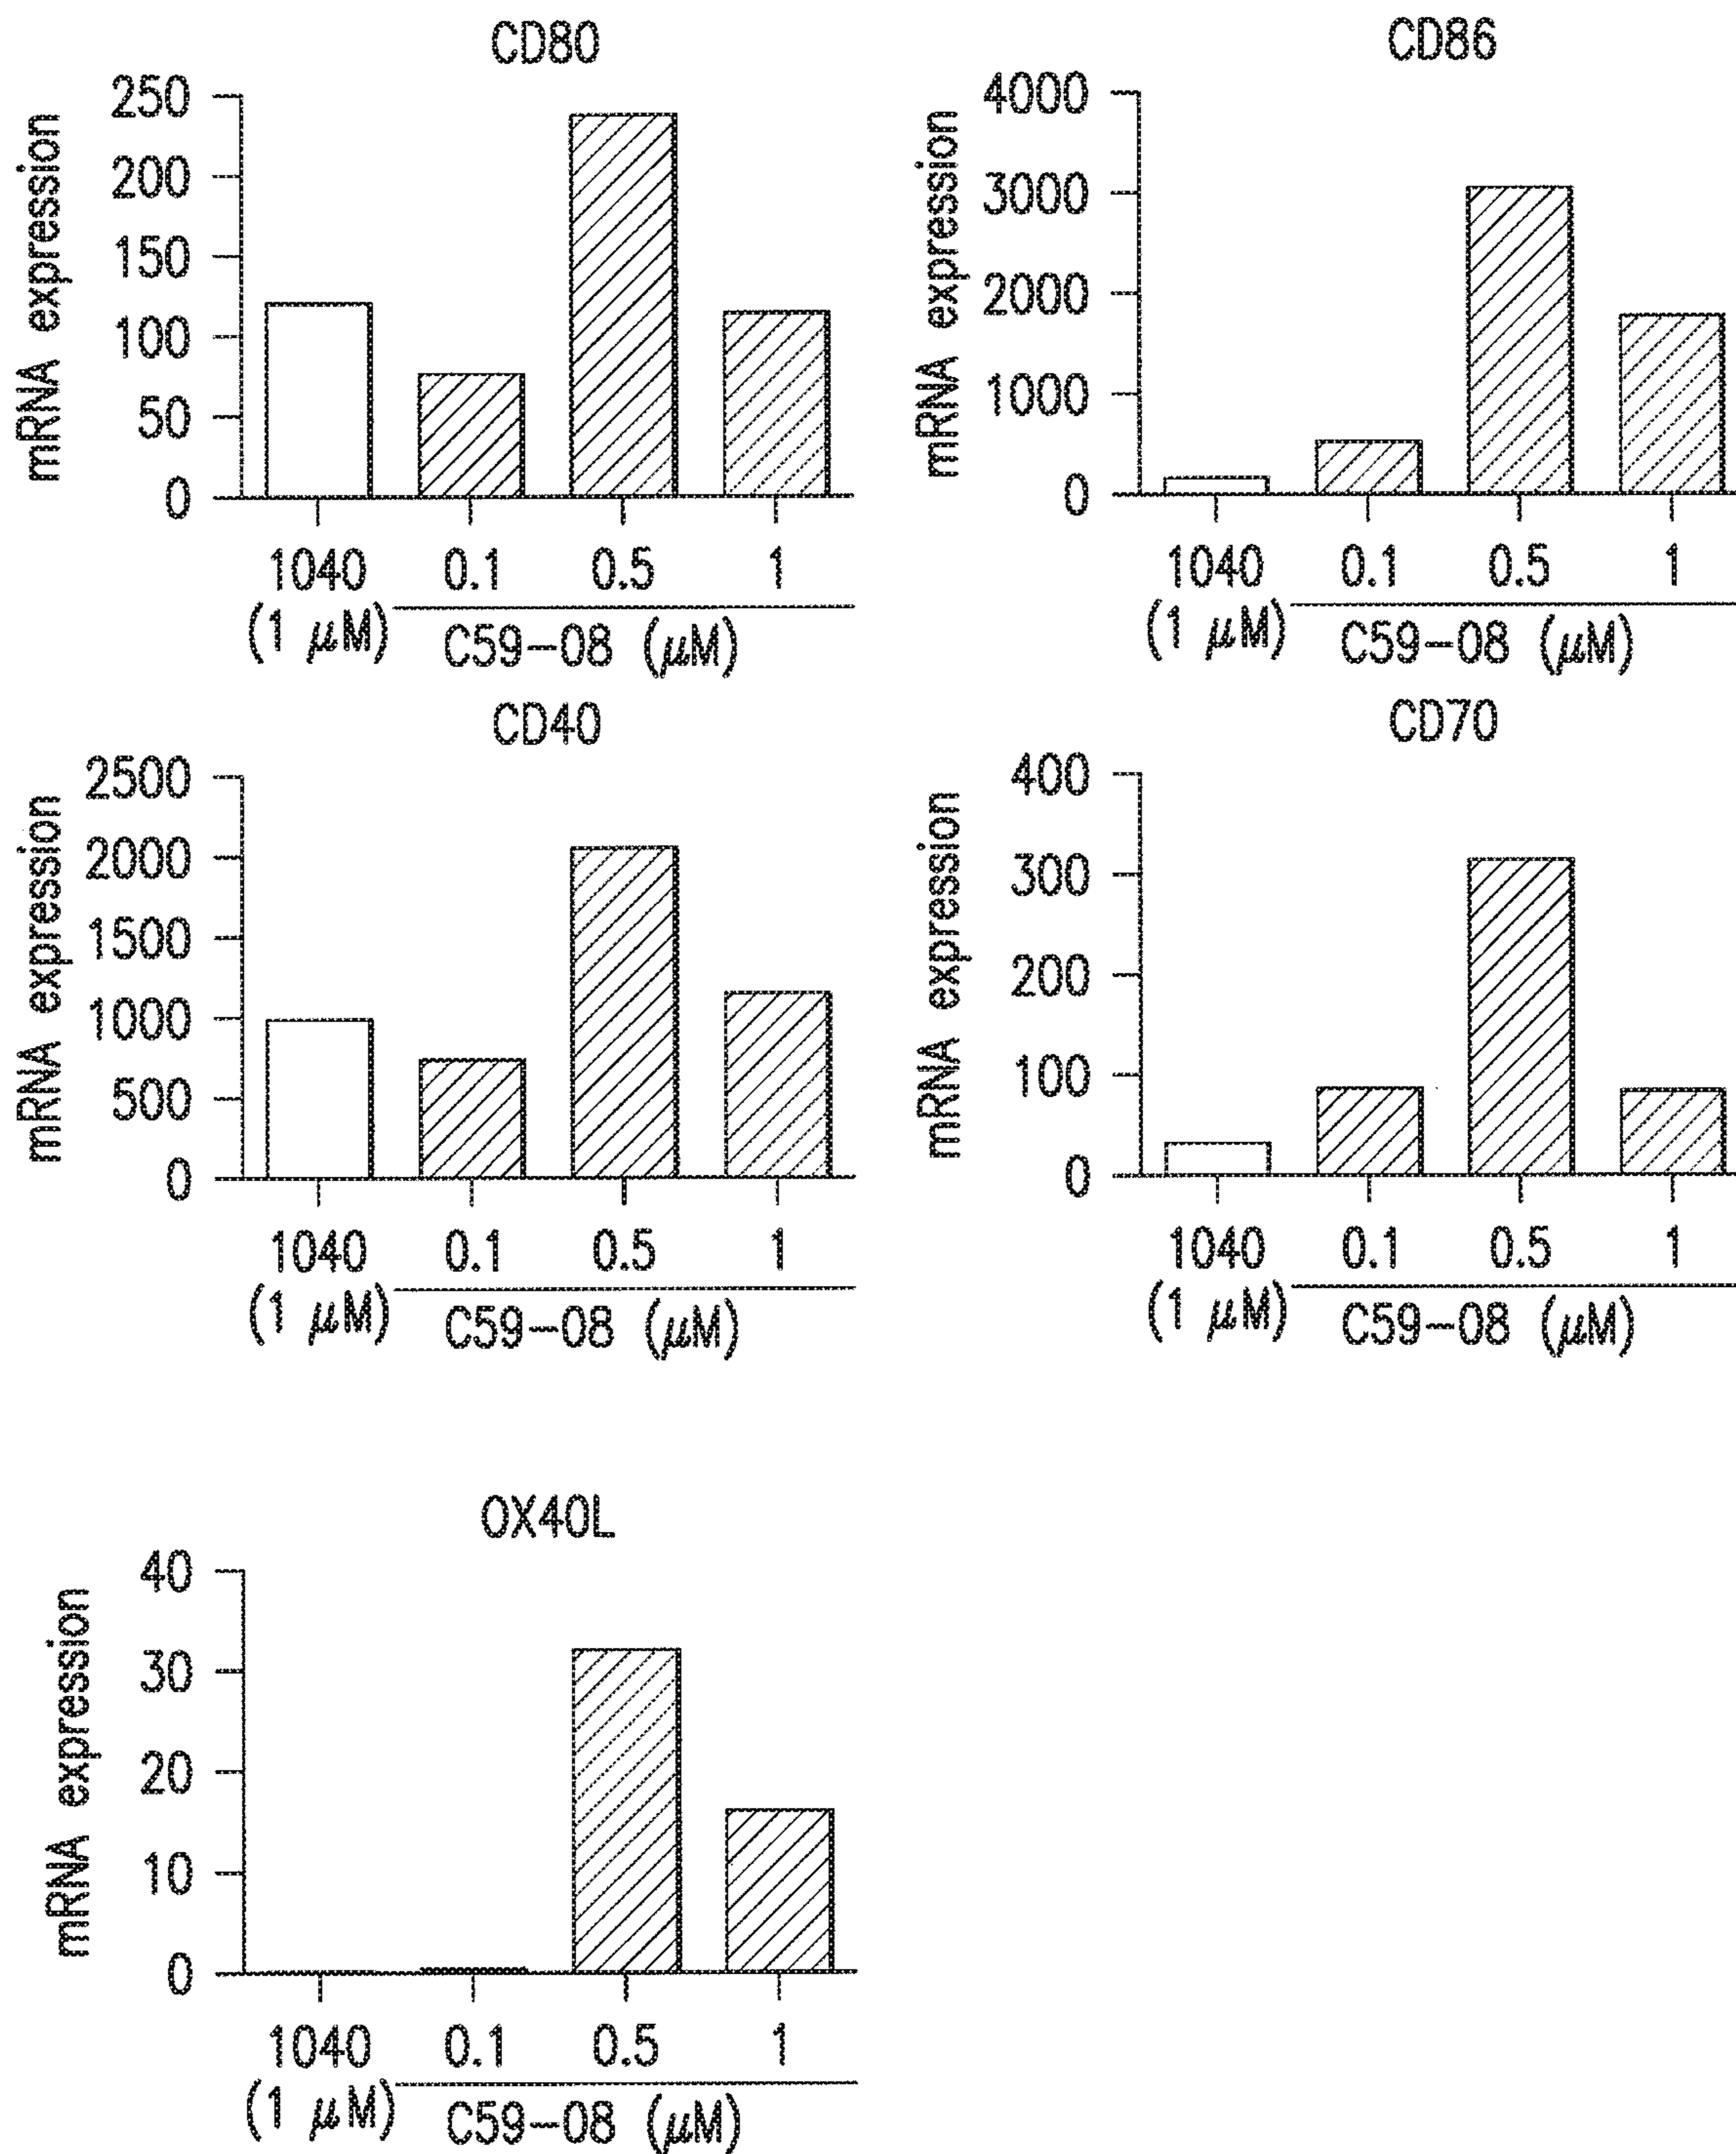 CD80
mRNA expression
250
200
150
100
50
0
1040 0.1 0.5 1
(1 μM)
C59-08 (μM)
CD86
mRNA expression
4000
3000
2000
1000
0
1040 0.1 0.5 1
(1 μM)
C59-08 (μM)
CD40
mRNA expression
2500
2000
1500
1000
500
0
1040 0.1 0.5 1
(1 μM)
C59-08 (μM)
CD70
mRNA expression
400
300
200
100
0
1040 0.1 0.5 1
(1 μM)
C59-08 (μM)
OX40L
mRNA expression
40
30
20
10
0
1040 0.1 0.5 1
(1 μM)
C59-08 (μM)